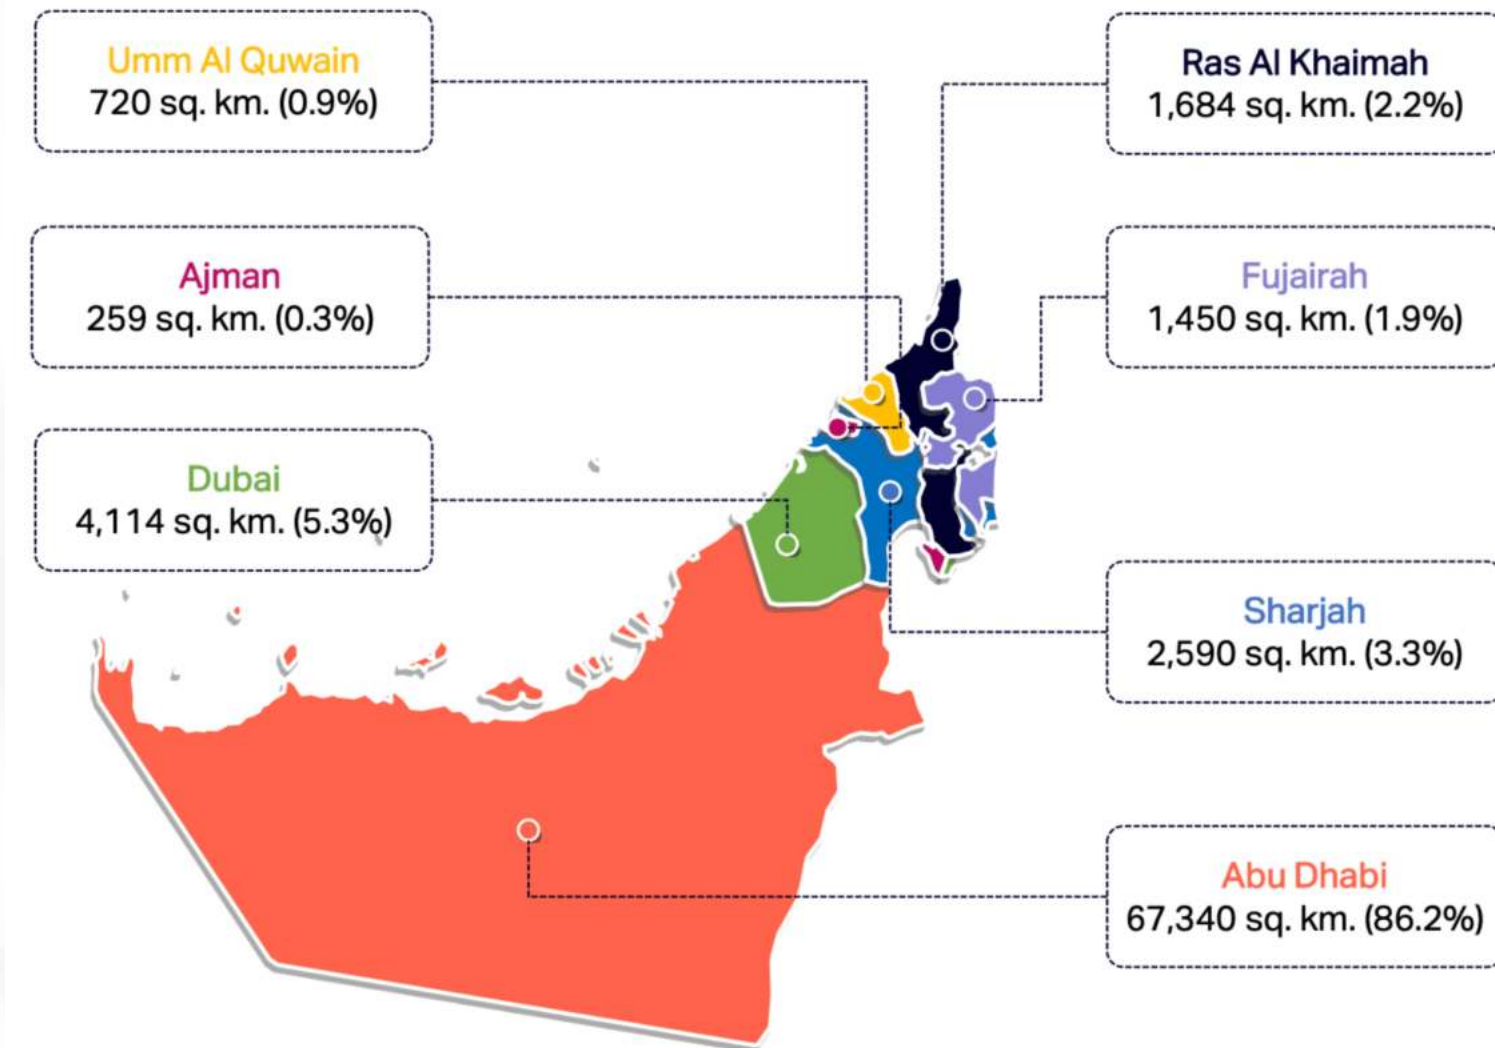 Umm Al Quwain
720 sq. km. (0.9%)
Ras Al Khaimah
1,684 sq. km. (2.2%)
Ajman
259 sq. km. (0.3%)
Fujairah
1,450 sq. km. (1.9%)
Dubai
4,114 sq. km. (5.3%)
Sharjah
2,590 sq. km. (3.3%)
Abu Dhabi
67,340 sq. km. (86.2%)